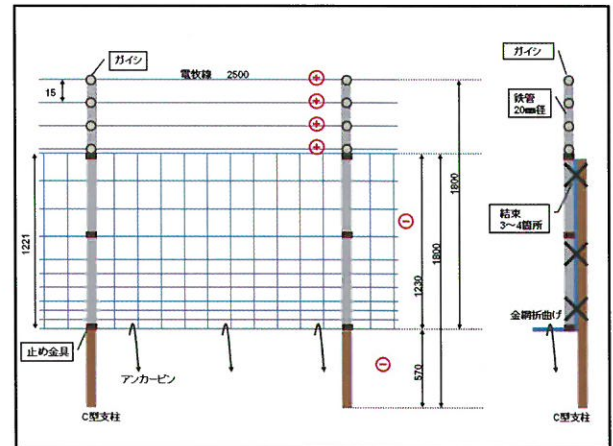 ガイシ
電牧線 2500
15
1221
止め金具
アンカーピン
C型支柱
1230
1800
1800
570
ガイシ
鉄管
20mm径
結束
3～4箇所
金網折曲げ
C型支柱